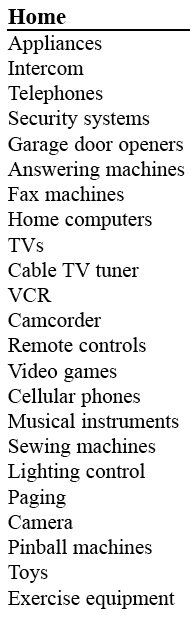 Home
Appliances
Intercom
Telephones
Security systems
Garage door openers
Answering machines
Fax machines
Home computers
TVs
Cable TV tuner
VCR
Camcorder
Remote controls
Video games
Cellular phones
Musical instruments
Sewing machines
Lighting control
Paging
Camera
Pinball machines
Toys
Exercise equipment